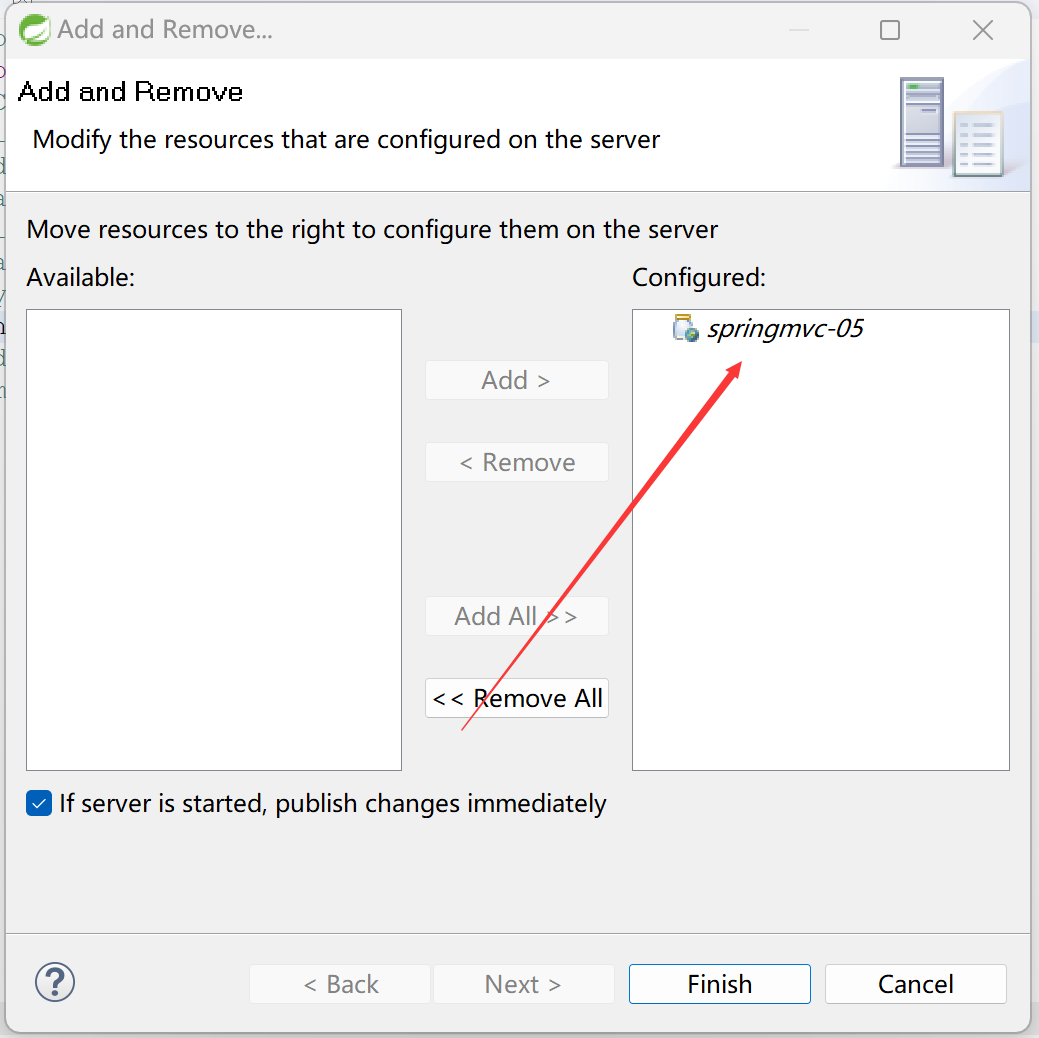 Add and Remove...
Add and Remove
Modify the resources that are configured on the server
Move resources to the right to configure them on the server
Available:
Configured:
springmvc-05
Add >
< Remove
Add All >>
<< Remove All
If server is started, publish changes immediately
?
< Back
Next >
Finish
Cancel